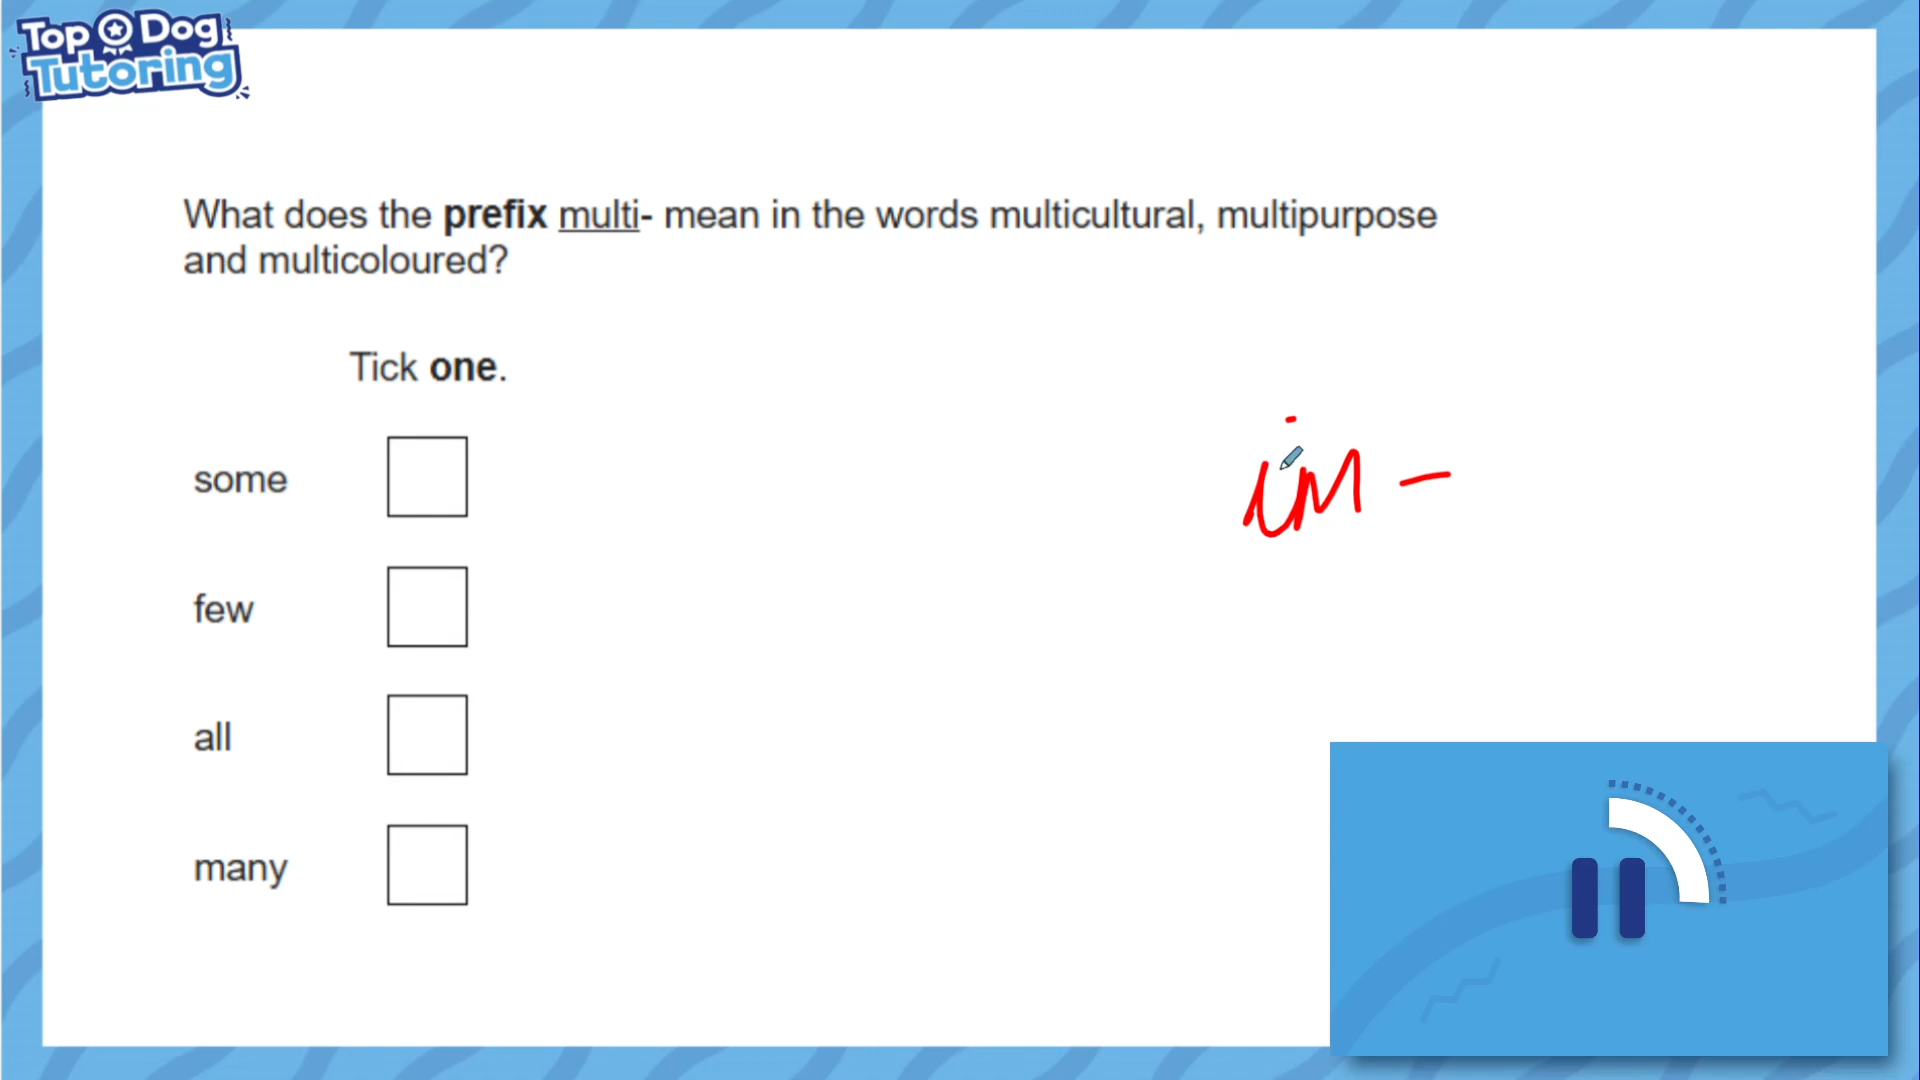 Top Dog
Tutoring
What does the prefix multi- mean in the words multicultural, multipurpose
and multicoloured?
Tick one.
some
few
all
many
im -